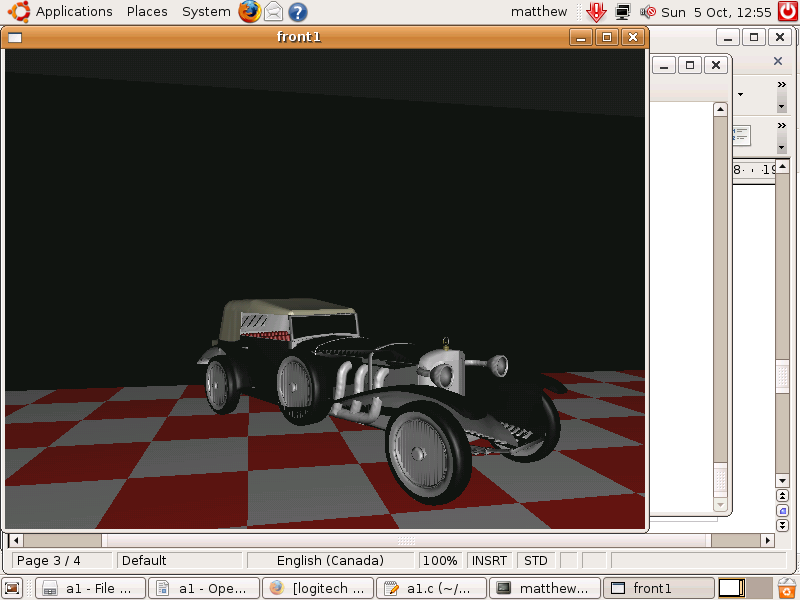 Applications Places System matthew Sun 5 Oct, 12:55
front1
8 19
Page 3 / 4 Default English (Canada) 100% INSRT STD
a1 - File ... a1 - Ope... [logitech ... a1.c (~/... matthew... front1